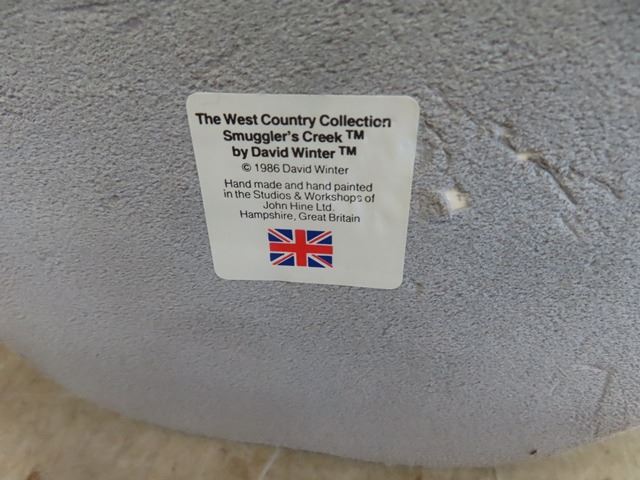 The West Country Collection
Smuggler's Creek ™
by David Winter ™
© 1986 David Winter
Hand made and hand painted
in the Studios & Workshops of
John Hine Ltd.
Hampshire, Great Britain